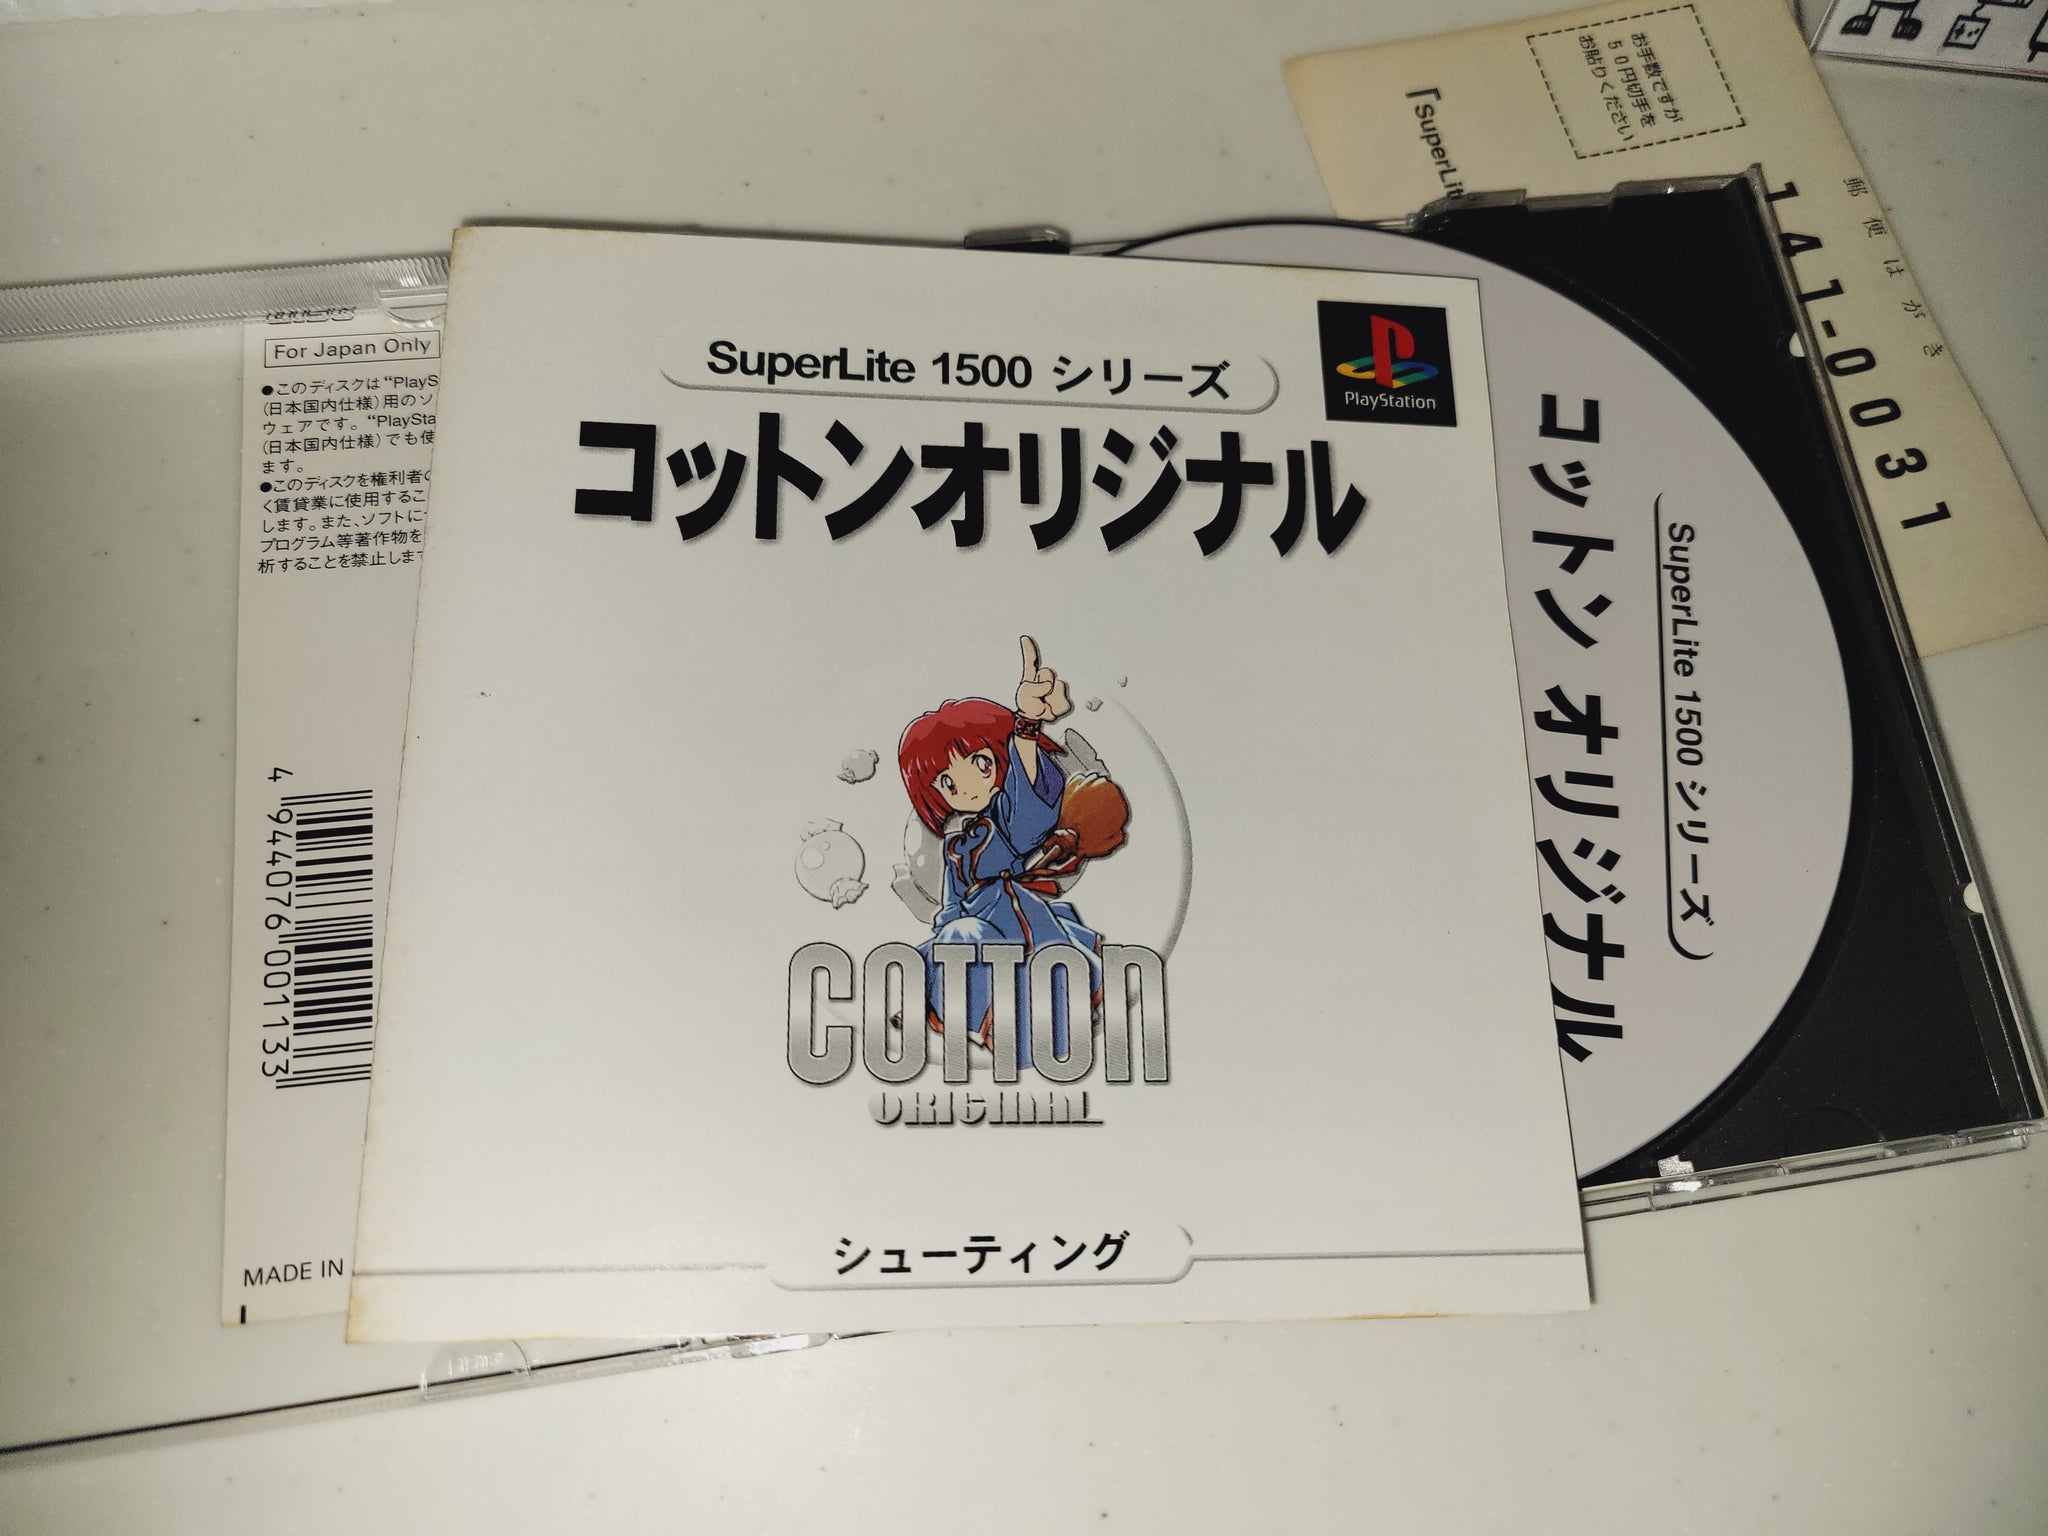 SuperLite 1500 シリーズ
PlayStation
コットンオリジナル
COTTON
ORIGINAL
シューティング
For Japan Only
●このディスクは“PlayS
(日本国内仕様)用のソ
ウェアです。“PlaySta
(日本国内仕様)でも使
ます。
●このディスクを権利者の
く賃貸業に使用するこ
します。また、ソフトに
プログラム等著作物を
析することを禁止しま
4 944076 001133
MADE IN
コットン オリジナル
SuperLite 1500 シリーズ
お手数ですが
50円切手を
お貼りください
「SuperLit
郵便はがき
141-0031